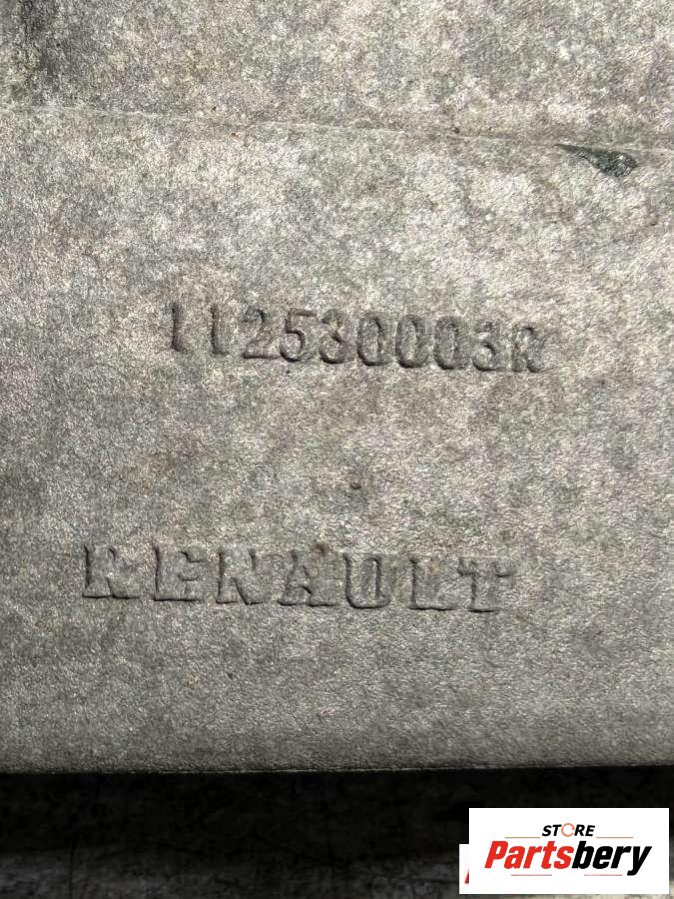 112530003R
RENAULT
STORE
Partsbery